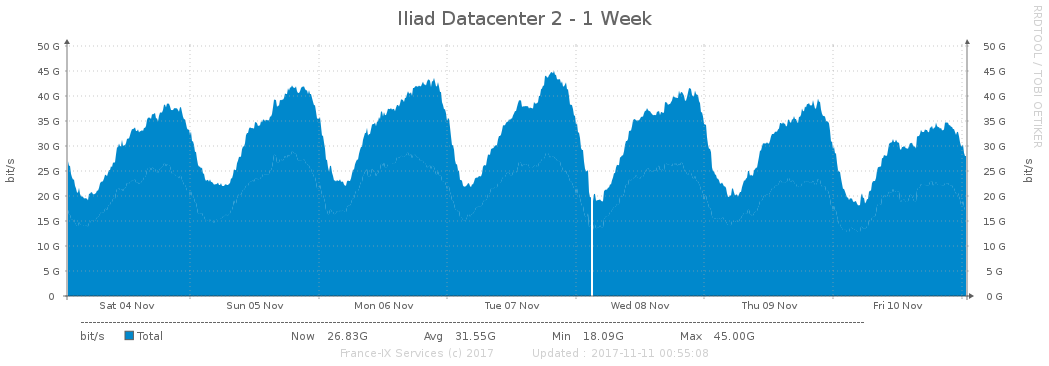 Iliad Datacenter 2 - 1 Week
RRDTOOL / TOBI OETIKER
50 G 50 G
45 G 45 G
40 G 40 G
35 G 35 G
30 G 30 G
25 G 25 G
20 G 20 G
15 G 15 G
10 G 10 G
5 G 5 G
0 0 G
bit/s
bit/s
Sat 04 Nov Sun 05 Nov Mon 06 Nov Tue 07 Nov Wed 08 Nov Thu 09 Nov Fri 10 Nov
bit/s Total Now 26.83G Avg 31.55G Min 18.09G Max 45.00G
France-IX Services (c) 2017 Updated : 2017-11-11 00:55:08